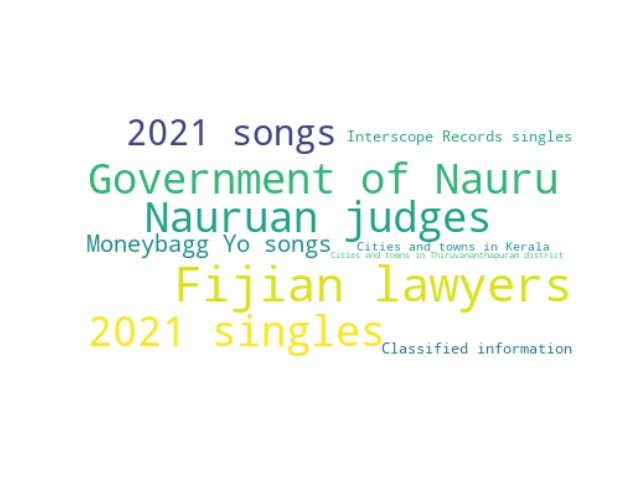 2021 songs
Interscope Records singles
Government of Nauru
Nauruan judges
Moneybagg Yo songs
Cities and towns in Kerala
Cities and towns in Thiruvananthapuram district
Fijian lawyers
2021 singles
Classified information